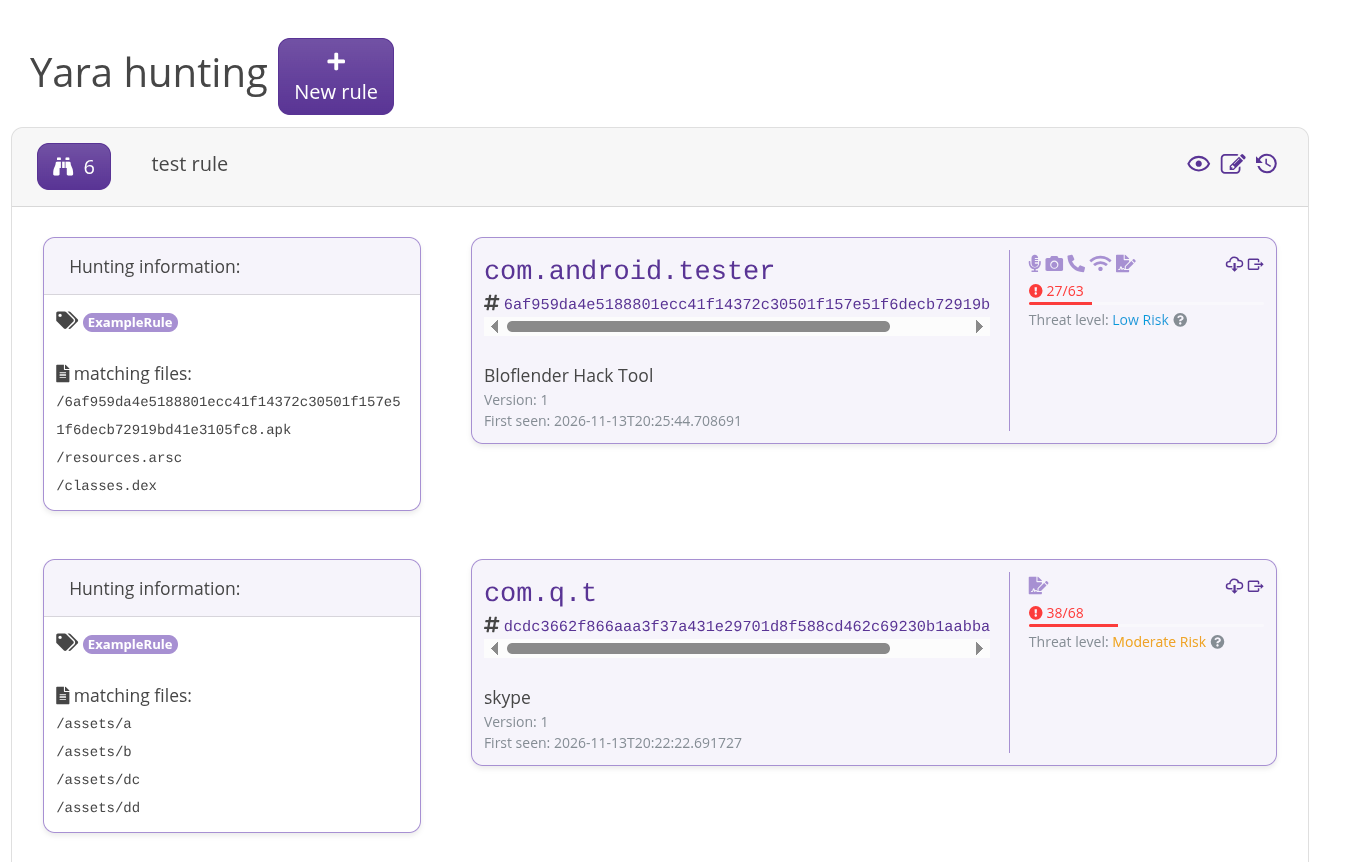 Yara hunting
New rule
6
test rule
Hunting information:
ExampleRule
matching files:
/6af959da4e5188801ecc41f14372c30501f157e5
1f6decb72919bd41e3105fc8.apk
/resources.arsc
/classes.dex
com.android.tester
6af959da4e5188801ecc41f14372c30501f157e51f6decb72919b
Bloflender Hack Tool
Version: 1
First seen: 2026-11-13T20:25:44.708691
27/63
Threat level: Low Risk
Hunting information:
ExampleRule
matching files:
/assets/a
/assets/b
/assets/dc
/assets/dd
com.q.t
dcdc3662f866aaa3f37a431e29701d8f588cd462c69230b1aabba
skype
Version: 1
First seen: 2026-11-13T20:22:22.691727
38/68
Threat level: Moderate Risk